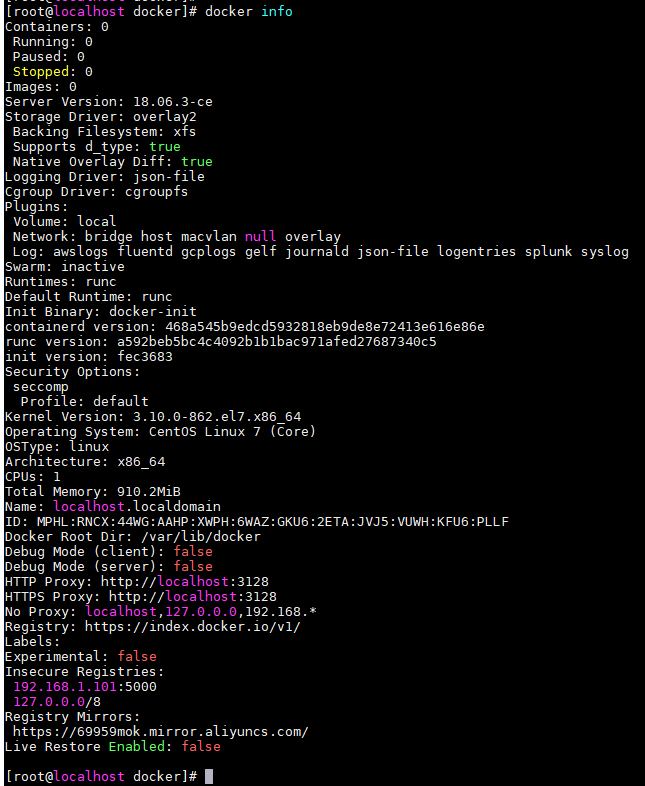 [root@localhost docker]# docker info
Containers: 0
 Running: 0
 Paused: 0
 Stopped: 0
Images: 0
Server Version: 18.06.3-ce
Storage Driver: overlay2
 Backing Filesystem: xfs
 Supports d_type: true
 Native Overlay Diff: true
Logging Driver: json-file
Cgroup Driver: cgroupfs
Plugins:
 Volume: local
 Network: bridge host macvlan null overlay
 Log: awslogs fluentd gcplogs gelf journald json-file logentries splunk syslog
Swarm: inactive
Runtimes: runc
Default Runtime: runc
Init Binary: docker-init
containerd version: 468a545b9edcd5932818eb9de8e72413e616e86e
runc version: a592beb5bc4c4092b1b1bac971afed27687340c5
init version: fec3683
Security Options:
 seccomp
  Profile: default
Kernel Version: 3.10.0-862.el7.x86_64
Operating System: CentOS Linux 7 (Core)
OSType: linux
Architecture: x86_64
CPUs: 1
Total Memory: 910.2MiB
Name: localhost.localdomain
ID: MPHL:RNCX:44WG:AAHP:XWPH:6WAZ:GKU6:2ETA:JVJ5:VUWH:KFU6:PLLF
Docker Root Dir: /var/lib/docker
Debug Mode (client): false
Debug Mode (server): false
HTTP Proxy: http://localhost:3128
HTTPS Proxy: http://localhost:3128
No Proxy: localhost,127.0.0.0,192.168.*
Registry: https://index.docker.io/v1/
Labels:
Experimental: false
Insecure Registries:
 192.168.1.101:5000
 127.0.0.0/8
Registry Mirrors:
 https://69959mok.mirror.aliyuncs.com/
Live Restore Enabled: false
[root@localhost docker]#